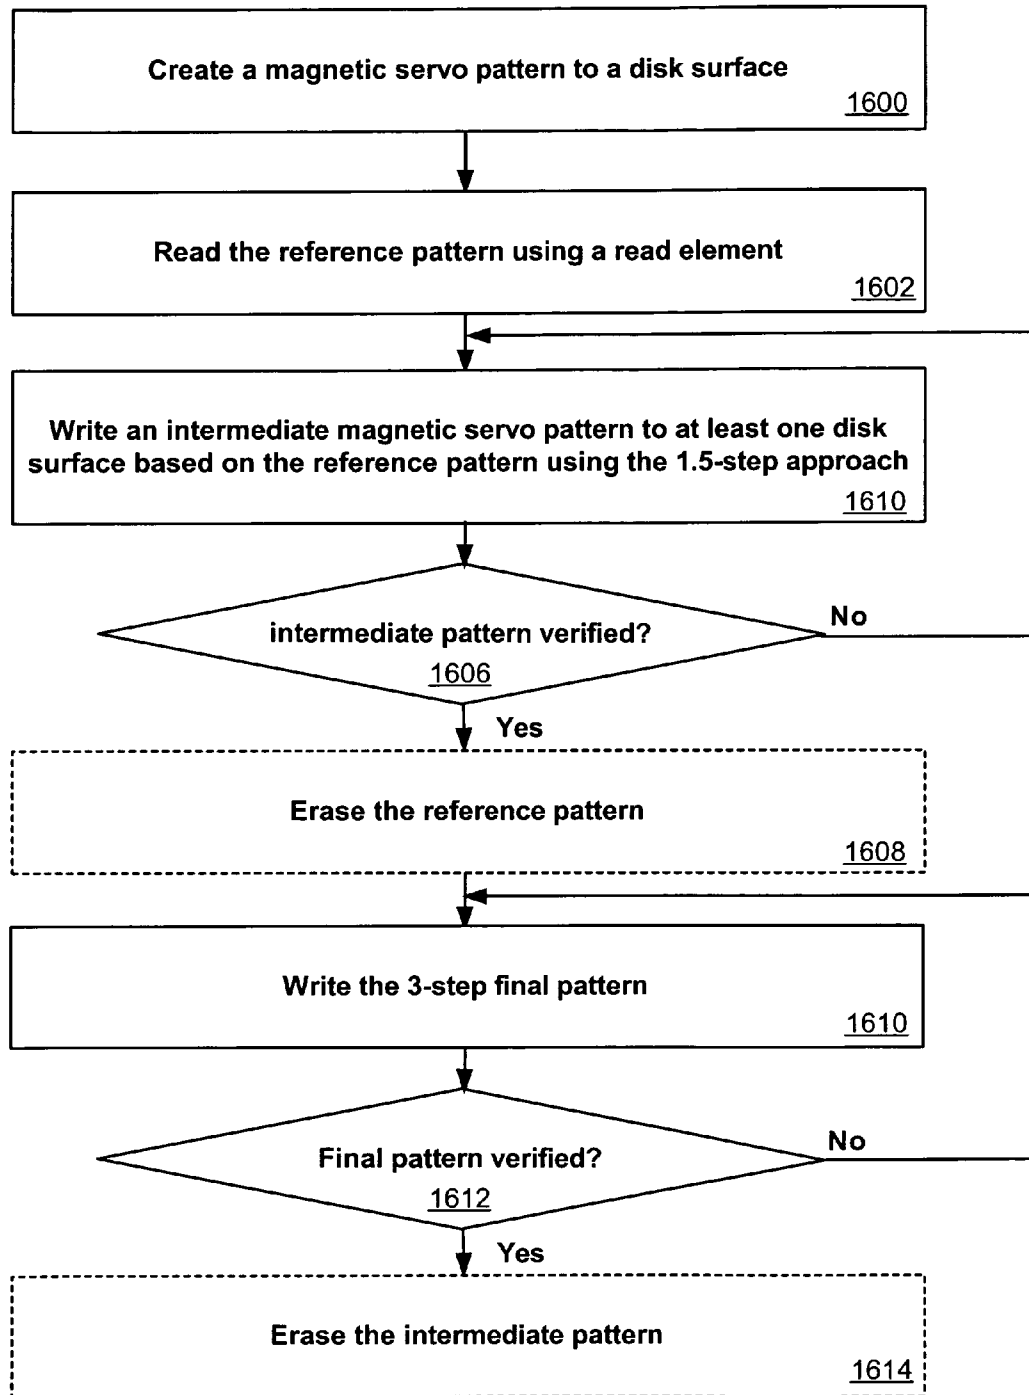 Create a magnetic servo pattern to a disk surface
1600
Read the reference pattern using a read element
1602
Write an intermediate magnetic servo pattern to at least one disk
surface based on the reference pattern using the 1.5-step approach
1610
intermediate pattern verified?
No
1606
Yes
Erase the reference pattern
1608
Write the 3-step final pattern
1610
Final pattern verified?
No
1612
Yes
Erase the intermediate pattern
1614